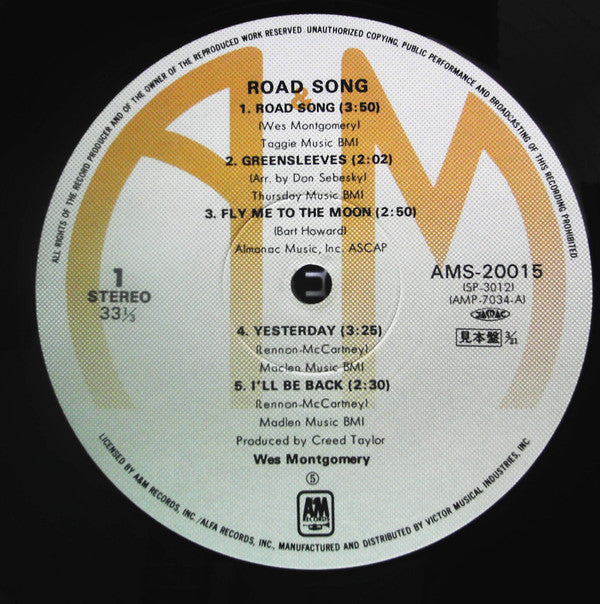 ALL RIGHTS OF THE RECORD PRODUCER AND OF THE OWNER OF THE REPRODUCED WORK RESERVED. UNAUTHORIZED COPYING, PUBLIC PERFORMANCE AND BROADCASTING OF THIS RECORDING PROHIBITED
ROAD SONG
1. ROAD SONG (3:50)
(Wes Montgomery)
Taggie Music BMI
2. GREENSLEEVES (2:02)
(Arr. by Don Sebesky)
Thursday Music BMI
3. FLY ME TO THE MOON (2:50)
(Bart Howard)
Almanac Music, Inc. ASCAP
1
STEREO
33⅓
AMS-20015
(SP-3012)
(AMP-7034-A)
JASRAC
見本盤 3/21
4. YESTERDAY (3:25)
(Lennon-McCartney)
Maclen Music BMI
5. I'LL BE BACK (2:30)
(Lennon-McCartney)
Madlen Music BMI
Produced by Creed Taylor
Wes Montgomery
⑤
A&M
RECORDS
LICENSED BY A&M RECORDS, INC./ALFA RECORDS, INC., MANUFACTURED AND DISTRIBUTED BY VICTOR MUSICAL INDUSTRIES, INC.
A&M